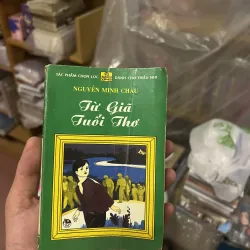 TÁC PHẨM CHỌN LỌC DÀNH CHO THIẾU NHI
NGUYỄN MINH CHÂU
Từ Giã
Tuổi Thơ